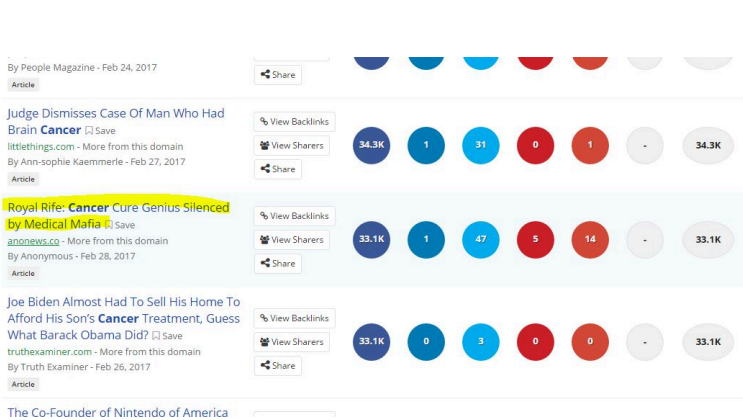 By People Magazine - Feb 24, 2017
Share
Article
Judge Dismisses Case Of Man Who Had
Brain Cancer Save
littlethings.com - More from this domain
By Ann-sophie Kaemmerle - Feb 27, 2017
Article
View Backlinks
View Sharers
Share
34.3K 1 31 0 1 - 34.3K
Royal Rife: Cancer Cure Genius Silenced
by Medical Mafia Save
anonews.co - More from this domain
By Anonymous - Feb 28, 2017
Article
View Backlinks
View Sharers
Share
33.1K 1 47 5 14 - 33.1K
Joe Biden Almost Had To Sell His Home To
Afford His Son's Cancer Treatment, Guess
What Barack Obama Did? Save
truthexaminer.com - More from this domain
By Truth Examiner - Feb 26, 2017
Article
View Backlinks
View Sharers
Share
33.1K 0 3 0 0 - 33.1K
The Co-Founder of Nintendo of America